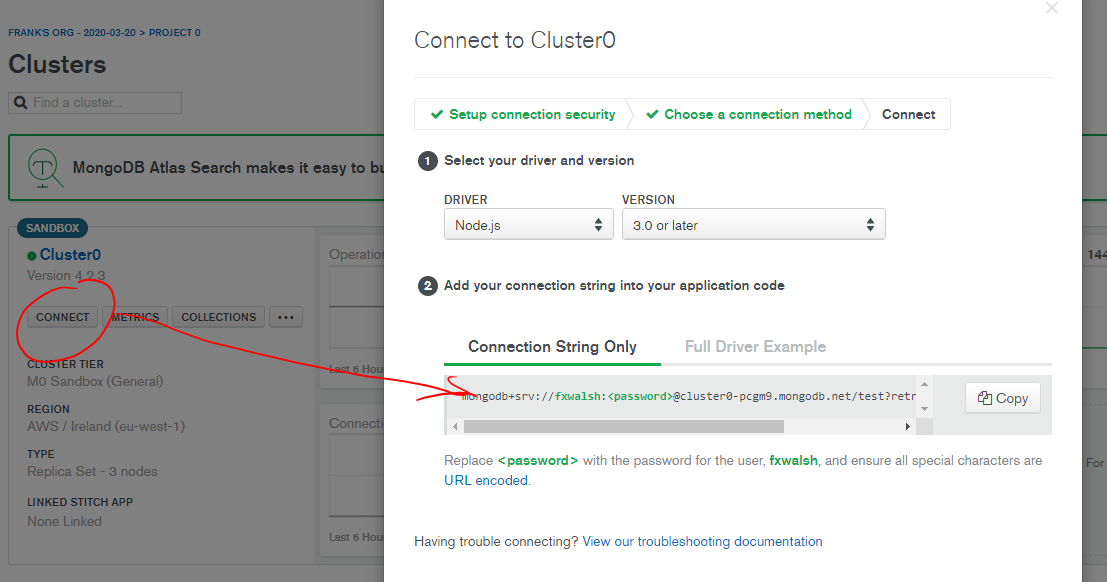 FRANK'S ORG - 2020-03-20 > PROJECT 0
Clusters
Find a cluster...
MongoDB Atlas Search makes it easy to bu
SANDBOX
Cluster0
Version 4.2.3
CONNECT
METRICS
COLLECTIONS
...
CLUSTER TIER
M0 Sandbox (General)
REGION
AWS / Ireland (eu-west-1)
TYPE
Replica Set - 3 nodes
LINKED STITCH APP
None Linked
Operation
Last 6 Hou
Connecti
Last 6 Hou
Connect to Cluster0
Setup connection security
Choose a connection method
Connect
1 Select your driver and version
DRIVER
VERSION
Node.js
3.0 or later
2 Add your connection string into your application code
Connection String Only
Full Driver Example
mongodb+srv://fxwalsh:<password>@cluster0-pcgm9.mongodb.net/test?retr
Copy
Replace <password> with the password for the user, fxwalsh, and ensure all special characters are
URL encoded.
Having trouble connecting? View our troubleshooting documentation
144
For